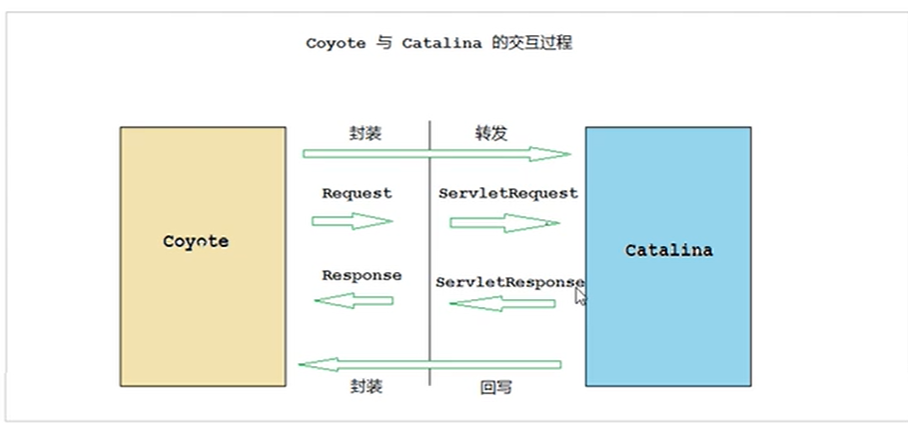 Coyote 与 Catalina 的交互过程
封装 转发
Request ServletRequest
Coyote
Catalina
Response ServletResponse
封装 回写